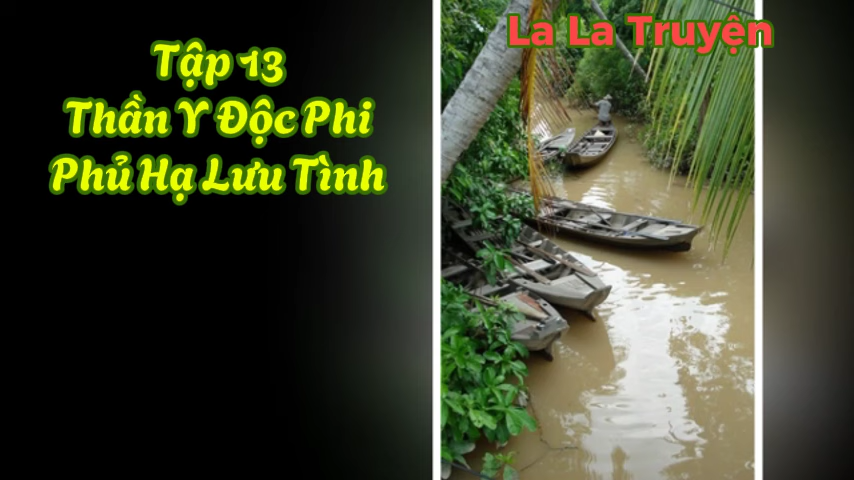 La La Truyện
Tập 13
Thần Y Độc Phi
Phủ Hạ Lưu Tình